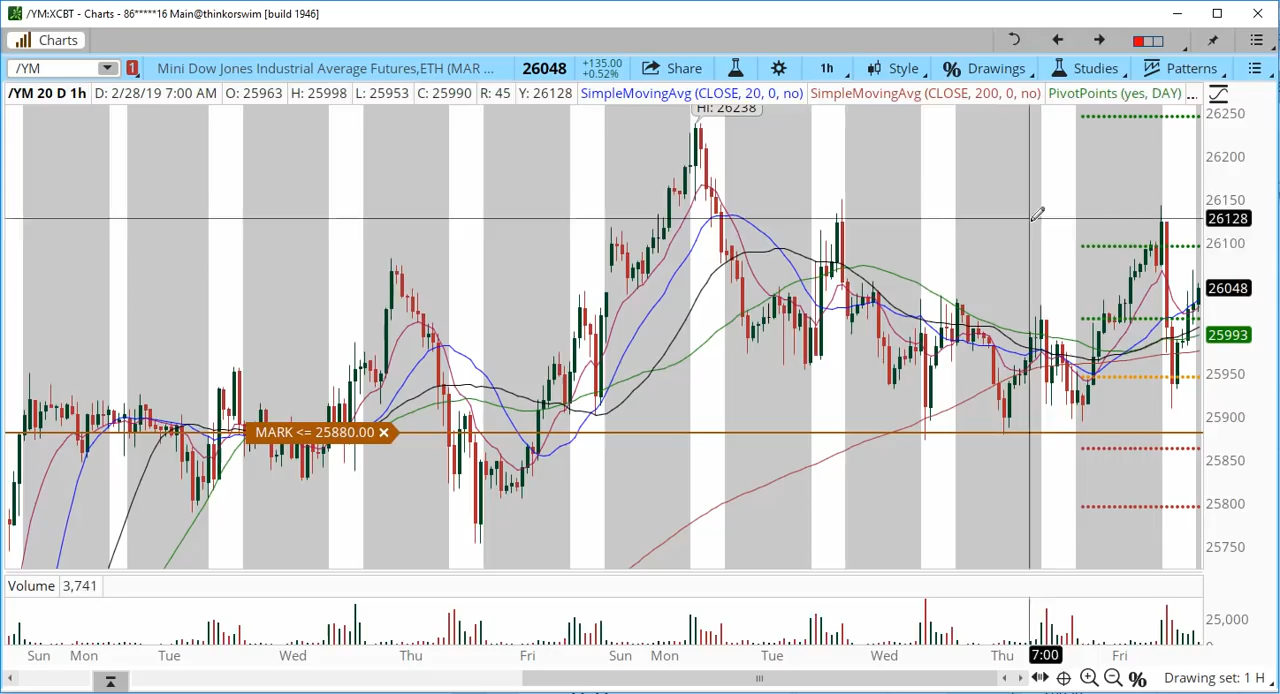 /YM:XCBT - Charts - 86*****16 Main@thinkorswim [build 1946]
Charts
/YM 1 Mini Dow Jones Industrial Average Futures,ETH (MAR ... 26048 +135.00 +0.52% Share 1h Style Drawings Studies Patterns
/YM 20 D 1h D: 2/28/19 7:00 AM O: 25963 H: 25998 L: 25953 C: 25990 R: 45 Y: 26128 SimpleMovingAvg (CLOSE, 20, 0, no) SimpleMovingAvg (CLOSE, 200, 0, no) PivotPoints (yes, DAY) ...
Hi: 26238
26250
26200
26150
26128
26100
26048
25993
25950
25900
MARK <= 25880.00
25850
25800
25750
Volume 3,741
25,000
Sun Mon Tue Wed Thu Fri Sun Mon Tue Wed Thu 7:00 Fri
Drawing set: 1 H